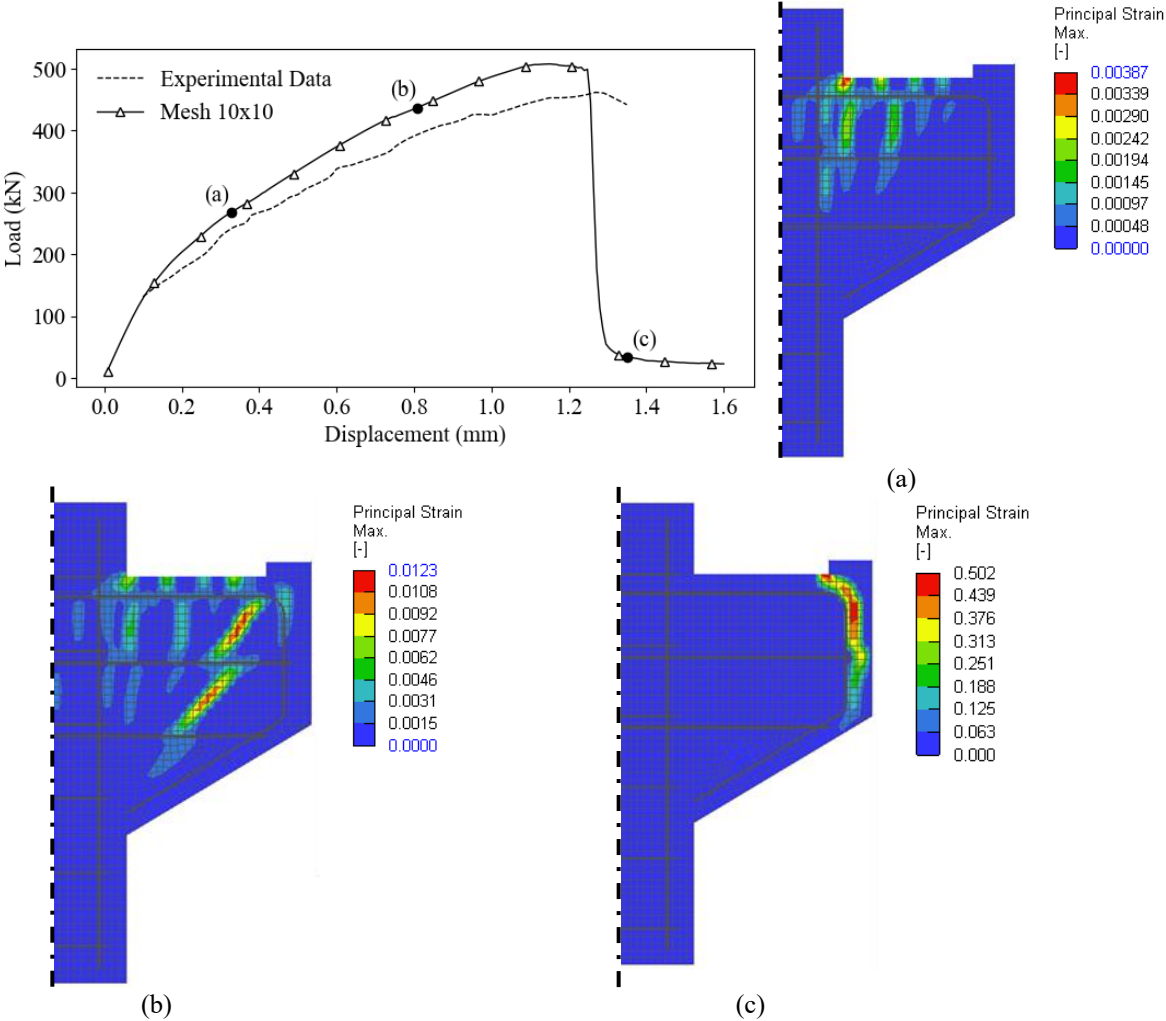 Experimental Data
Mesh 10x10
(a)
(b)
(c)
500
400
300
200
100
0
Load (kN)
0.0 0.2 0.4 0.6 0.8 1.0 1.2 1.4 1.6
Displacement (mm)
Principal Strain
Max.
[-]
0.00387
0.00339
0.00290
0.00242
0.00194
0.00145
0.00097
0.00048
0.00000
(a)
Principal Strain
Max.
[-]
0.0123
0.0108
0.0092
0.0077
0.0062
0.0046
0.0031
0.0015
0.0000
(b)
Principal Strain
Max.
[-]
0.502
0.439
0.376
0.313
0.251
0.188
0.125
0.063
0.000
(c)